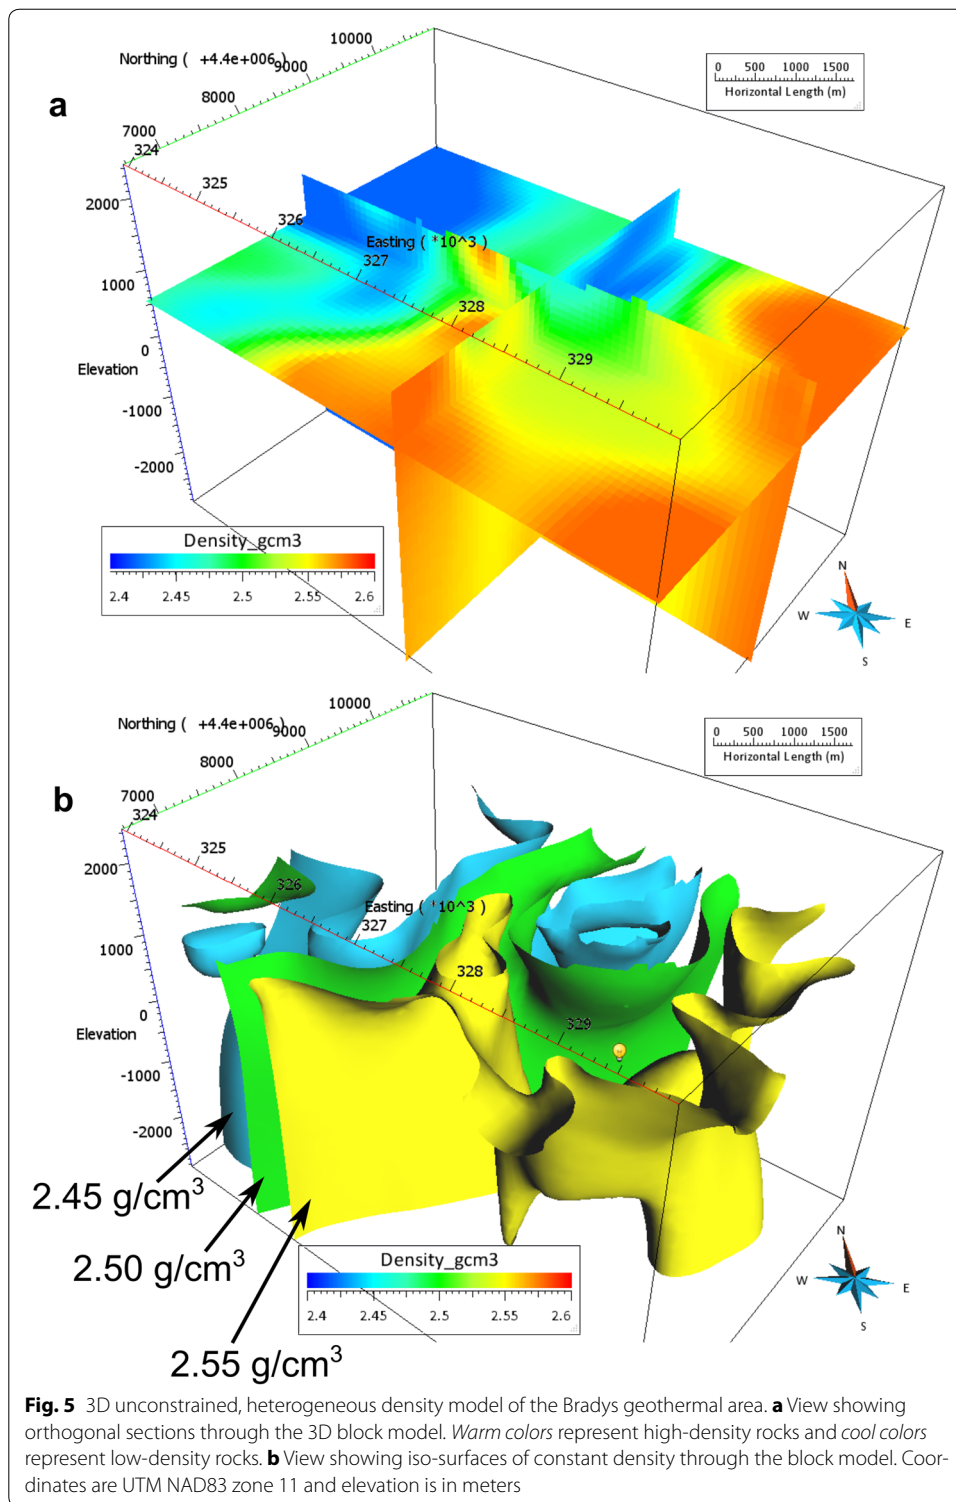 10000
Northing ( +4.4e+006 )
9000
8000
7000
0 500 1000 1500
Horizontal Length (m)
a
324
325
326
Easting ( *10^3 )
327
328
329
2000
1000
0
Elevation
-1000
-2000
Density_gcm3
2.4 2.45 2.5 2.55 2.6
N
W E
S
10000
Northing ( +4.4e+006 )
9000
8000
7000
0 500 1000 1500
Horizontal Length (m)
b
324
325
326
Easting ( *10^3 )
327
328
329
2000
1000
0
Elevation
-1000
-2000
2.45 g/cm³
2.50 g/cm³
2.55 g/cm³
Density_gcm3
2.4 2.45 2.5 2.55 2.6
N
W E
S
Fig. 5 3D unconstrained, heterogeneous density model of the Bradys geothermal area. a View showing
orthogonal sections through the 3D block model. Warm colors represent high-density rocks and cool colors
represent low-density rocks. b View showing iso-surfaces of constant density through the block model. Coor-
dinates are UTM NAD83 zone 11 and elevation is in meters